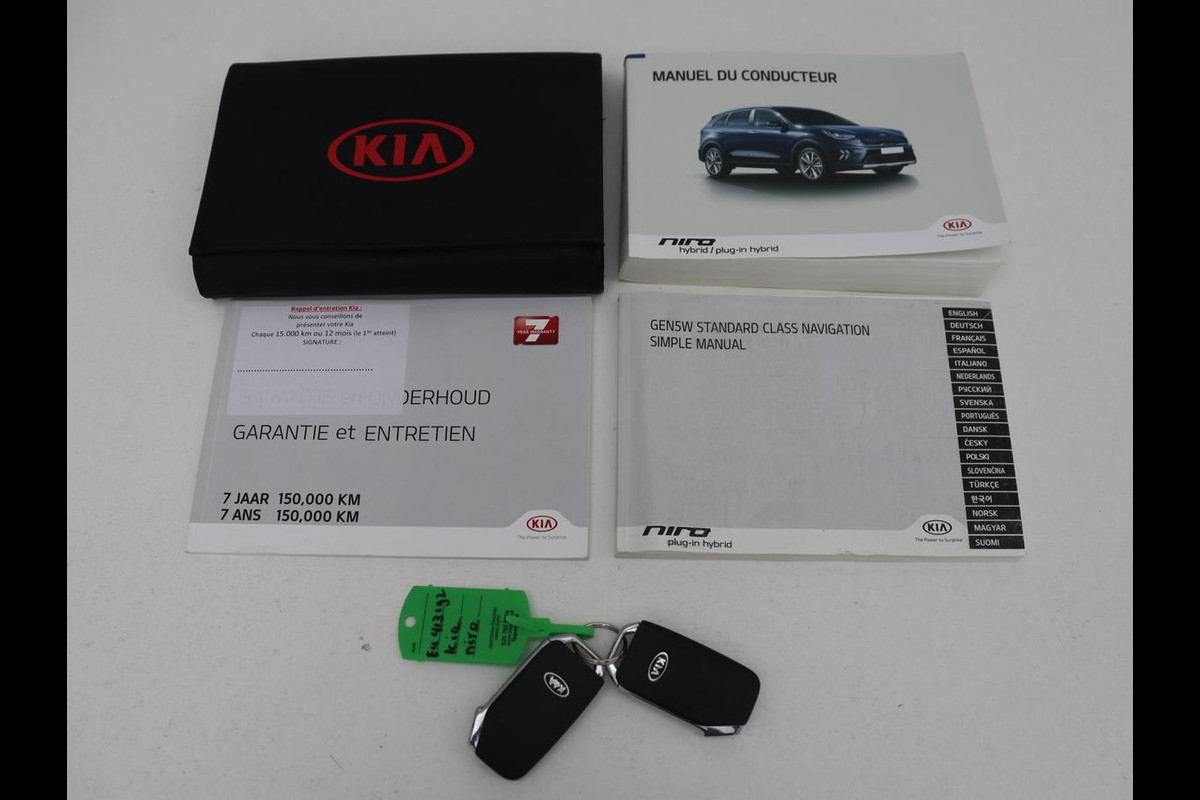 KIA
MANUEL DU CONDUCTEUR
niro
hybrid / plug-in hybrid
KIA
The Power to Surprise
Rappel d'entretien Kia :
Nous vous conseillons de
présenter votre Kia
Chaque 15.000 km ou 12 mois (le 1er atteint)
SIGNATURE :
7
YEAR WARRANTY
GARANTIE en ONDERHOUD
GARANTIE et ENTRETIEN
7 JAAR 150,000 KM
7 ANS 150,000 KM
KIA
The Power to Surprise
GEN5W STANDARD CLASS NAVIGATION
SIMPLE MANUAL
ENGLISH
DEUTSCH
FRANÇAIS
ESPAÑOL
ITALIANO
NEDERLANDS
РУССКИЙ
SVENSKA
PORTUGUÊS
DANSK
ČESKY
POLSKI
SLOVENČINA
TÜRKÇE
한국어
NORSK
MAGYAR
SUOMI
niro
plug-in hybrid
KIA
The Power to Surprise
Kia
niro
KIA
KIA